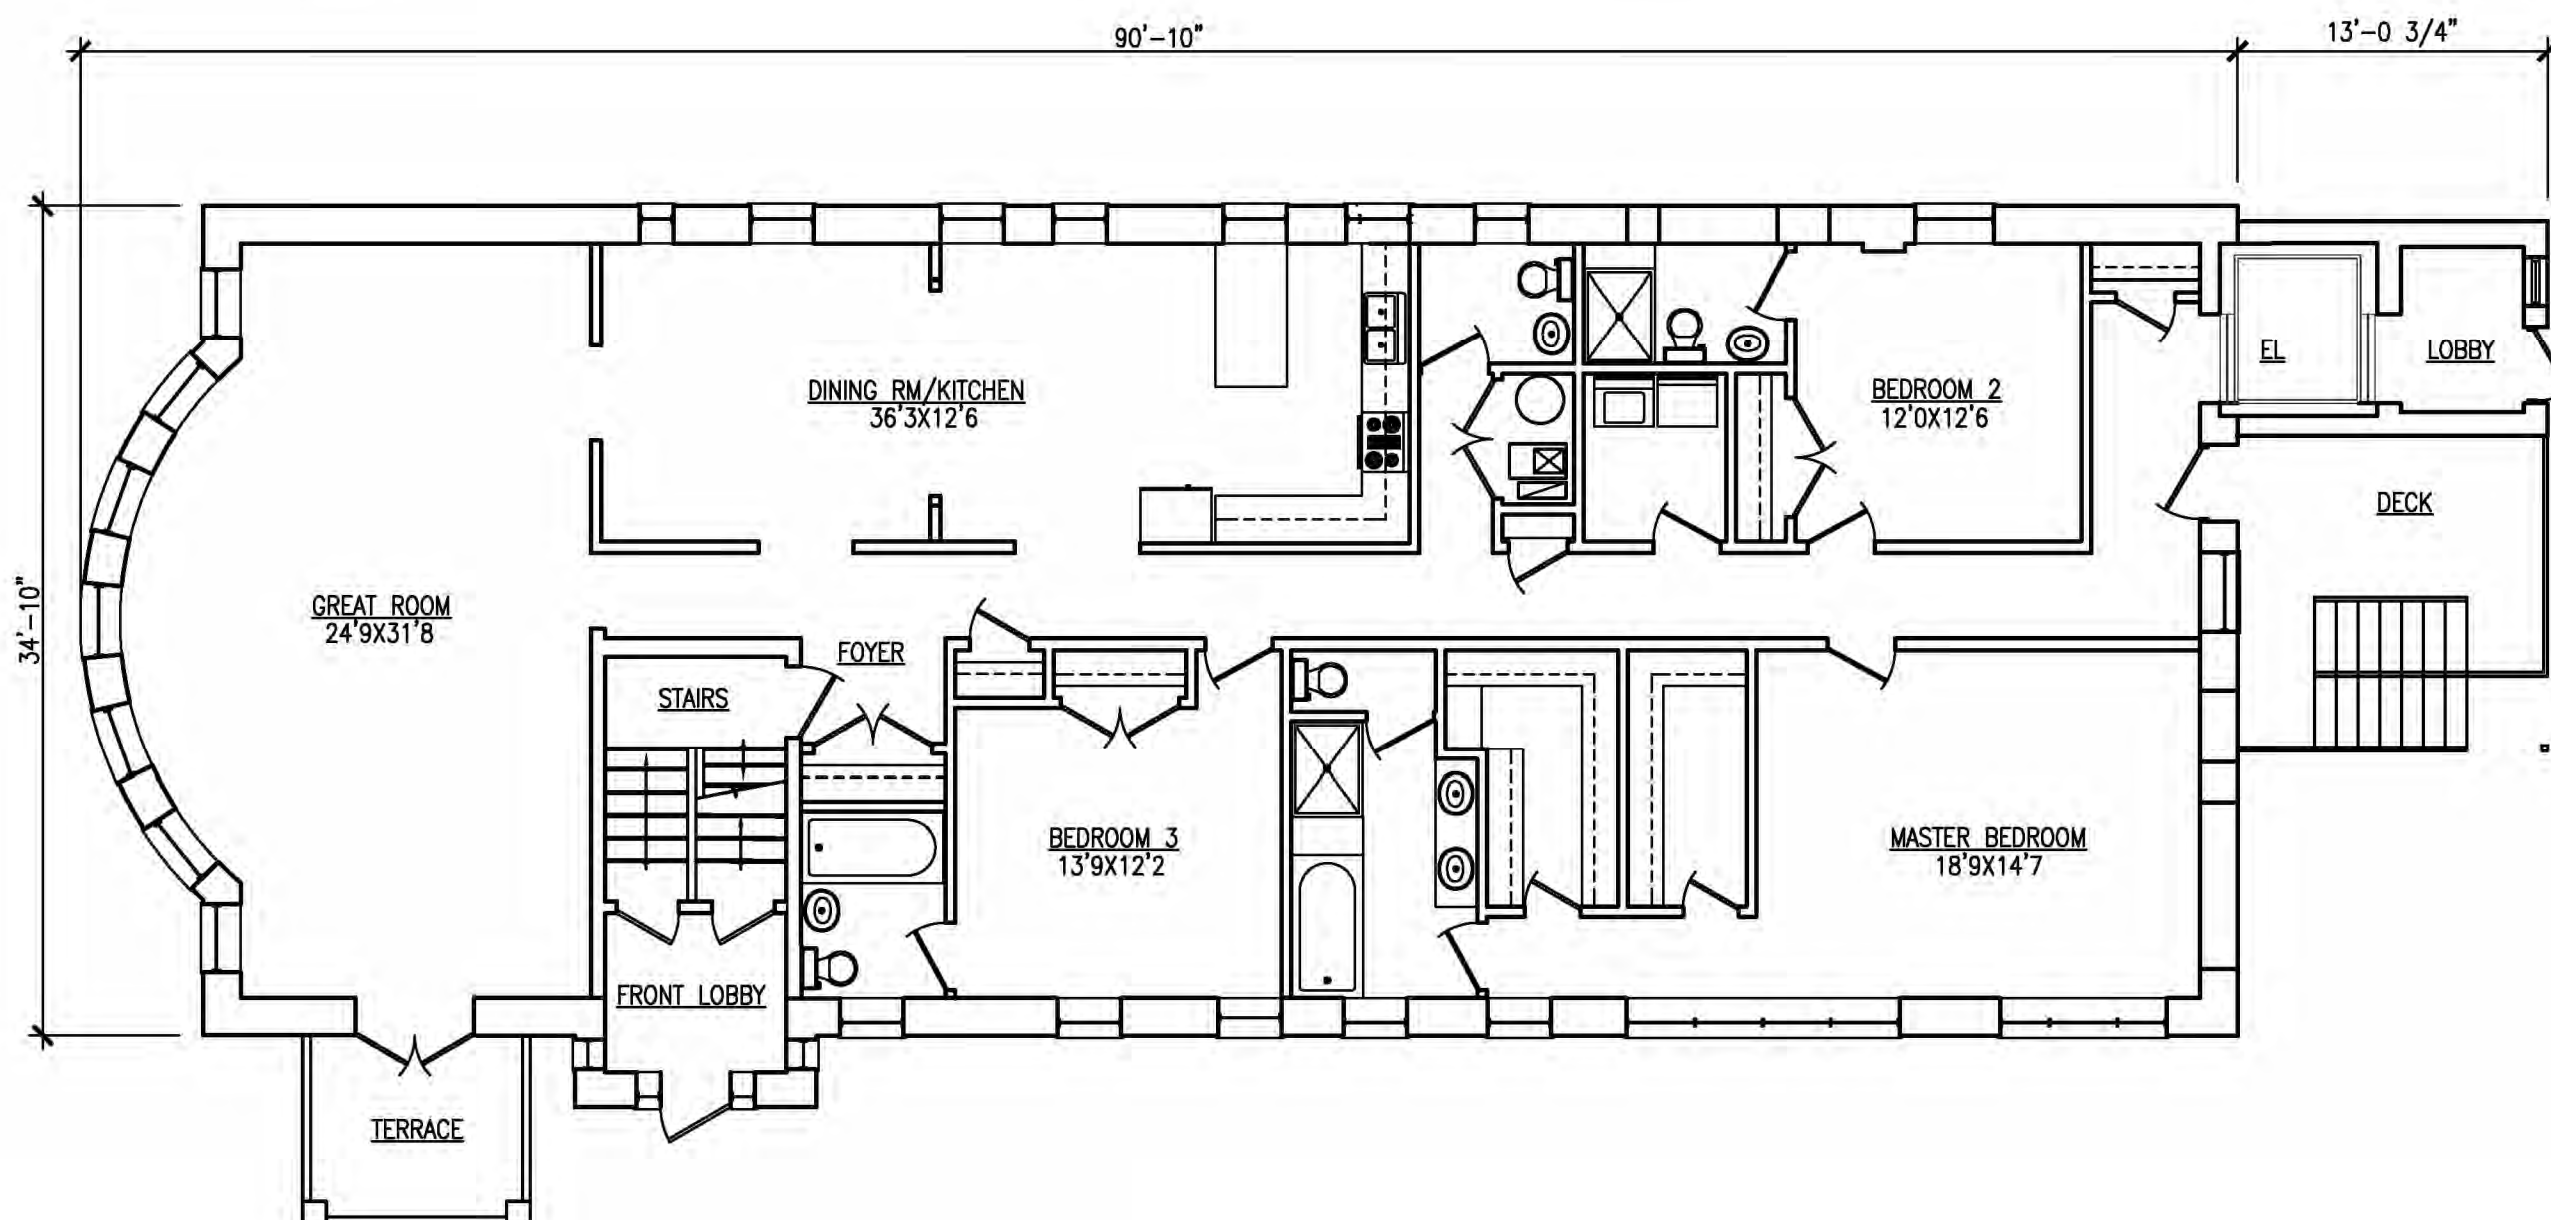 90'-10"
13'-0 3/4"
34'-10"
GREAT ROOM
24'9X31'8
DINING RM/KITCHEN
36'3X12'6
BEDROOM 2
12'0X12'6
EL
LOBBY
DECK
FOYER
STAIRS
BEDROOM 3
13'9X12'2
MASTER BEDROOM
18'9X14'7
FRONT LOBBY
TERRACE